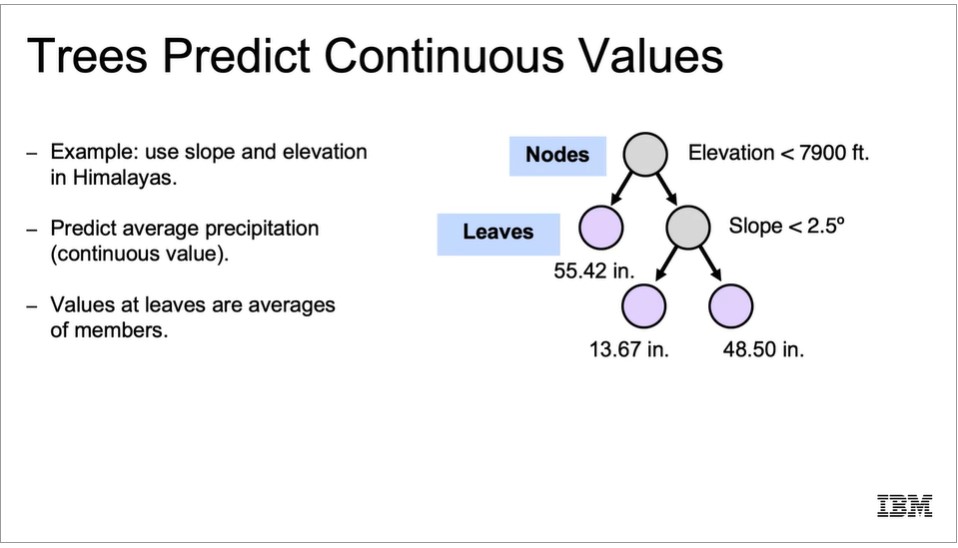 Trees Predict Continuous Values
– Example: use slope and elevation
in Himalayas.
– Predict average precipitation
(continuous value).
– Values at leaves are averages
of members.
Nodes
Elevation < 7900 ft.
Leaves
Slope < 2.5º
55.42 in.
13.67 in.
48.50 in.
IBM